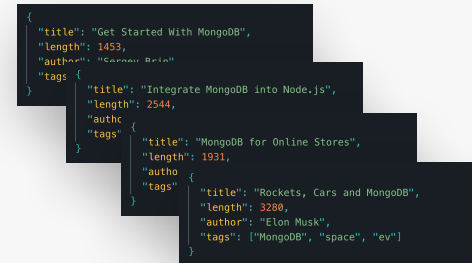 {
"title": "Get Started With MongoDB",
"length": 1453,
"author": "Sergey Brin"
"tags
}
{
"title": "Integrate MongoDB into Node.js",
"length": 2544,
"autho
"tags"
}
{
"title": "MongoDB for Online Stores",
"length": 1931,
"autho
"tags"
}
{
"title": "Rockets, Cars and MongoDB",
"length": 3280,
"author": "Elon Musk",
"tags": ["MongoDB", "space", "ev"]
}